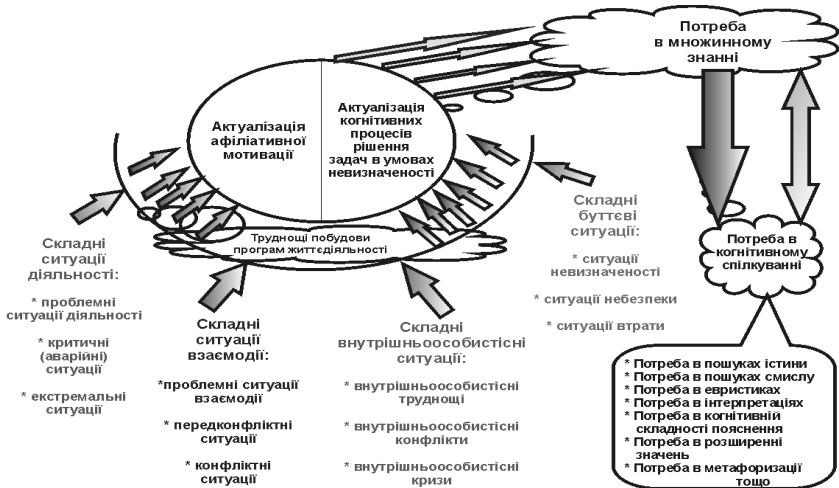 Потреба
в множинному
знанні
Актуалізація
афіліативної
мотивації
Актуалізація
когнітивних
процесів
рішення
задач в умовах
невизначеності
Труднощі побудови
програм життєдіяльності
Складні
ситуації
діяльності:
* проблемні
ситуації діяльності
* критичні
(аварійні)
ситуації
* екстремальні
ситуації
Складні
ситуації
взаємодії:
*проблемні ситуації
взаємодії
* передконфліктні
ситуації
* конфліктні
ситуації
Складні
внутрішньоособистісні
ситуації:
* внутрішньоособистісні
труднощі
* внутрішньоособистісні
конфлікти
* внутрішньоособистісні
кризи
Складні
буттєві
ситуації:
* ситуації
невизначеності
* ситуації небезпеки
* ситуації втрати
Потреба в
когнітивному
спілкуванні
* Потреба в пошуках істини
* Потреба в пошуках смислу
* Потреба в евристиках
* Потреба в інтерпретаціях
* Потреба в когнітивній
складності пояснення
* Потреба в розширенні
значень
* Потреба в метафоризації
тощо